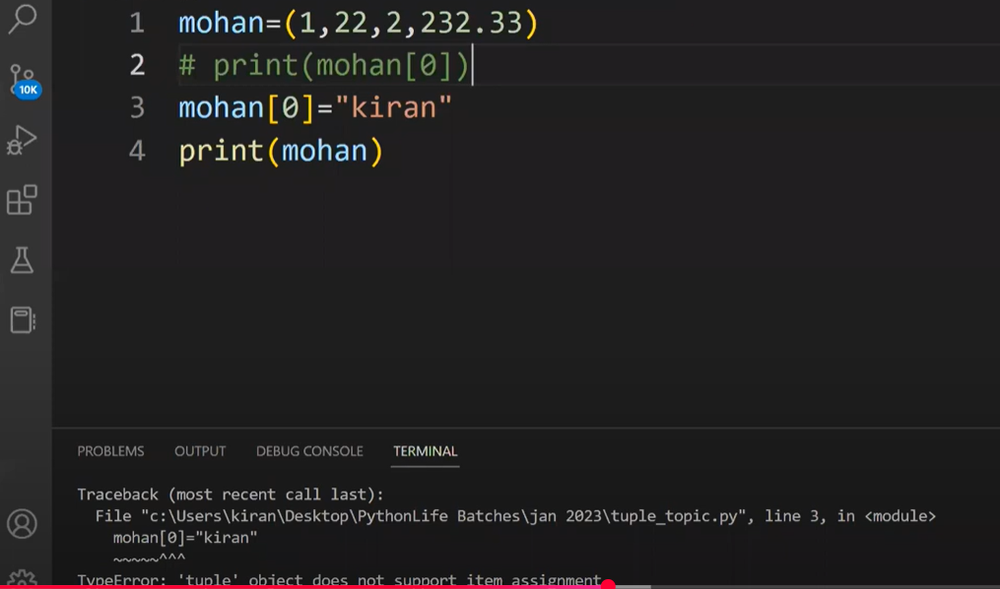 1 mohan=(1,22,2,232.33)
2 # print(mohan[0])
3 mohan[0]="kiran"
4 print(mohan)
10K
PROBLEMS OUTPUT DEBUG CONSOLE TERMINAL
Traceback (most recent call last):
  File "c:\Users\kiran\Desktop\PythonLife Batches\jan 2023\tuple_topic.py", line 3, in <module>
    mohan[0]="kiran"
    ~~~~~^^^
TypeError: 'tuple' object does not support item assignment